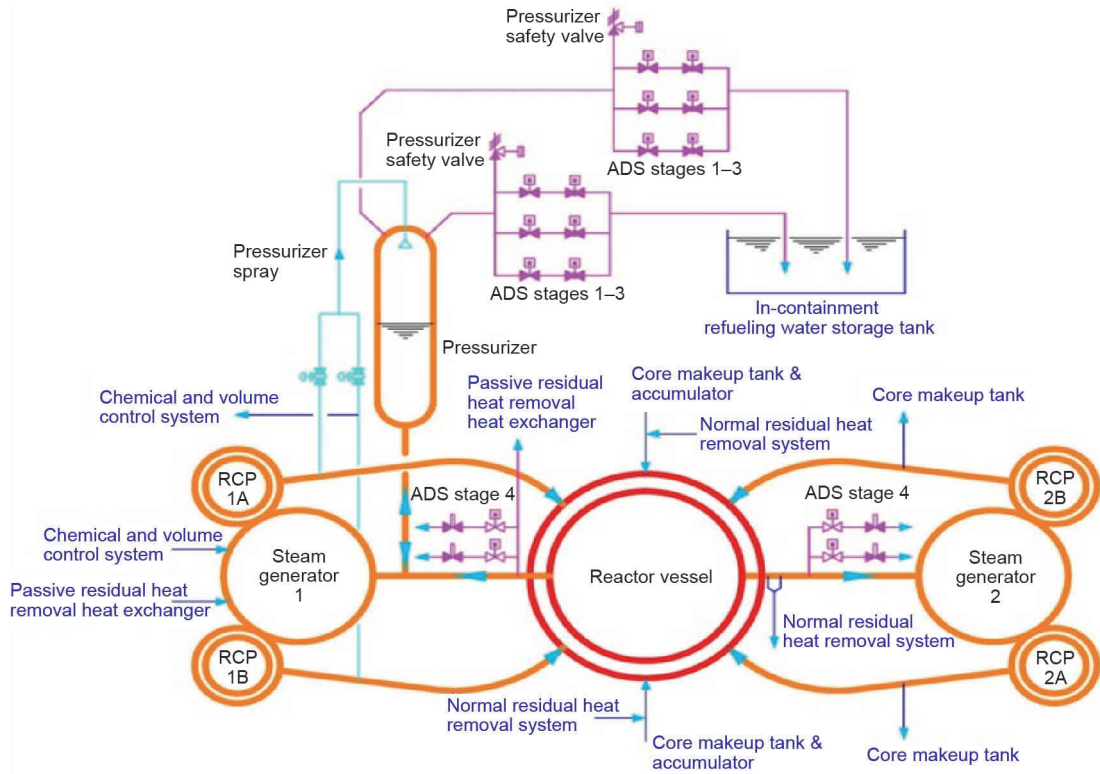 Pressurizer
safety valve
Pressurizer
safety valve
ADS stages 1–3
Pressurizer
spray
ADS stages 1–3
In-containment
refueling water storage tank
Pressurizer
Chemical and volume
control system
Passive residual
heat removal
heat exchanger
Core makeup tank &
accumulator
Normal residual heat
removal system
Core makeup tank
RCP
1A
ADS stage 4
ADS stage 4
RCP
2B
Chemical and volume
control system
Steam
generator
1
Reactor vessel
Steam
generator
2
Passive residual heat
removal heat exchanger
Normal residual
heat removal system
RCP
1B
RCP
2A
Normal residual heat
removal system
Core makeup tank &
accumulator
Core makeup tank